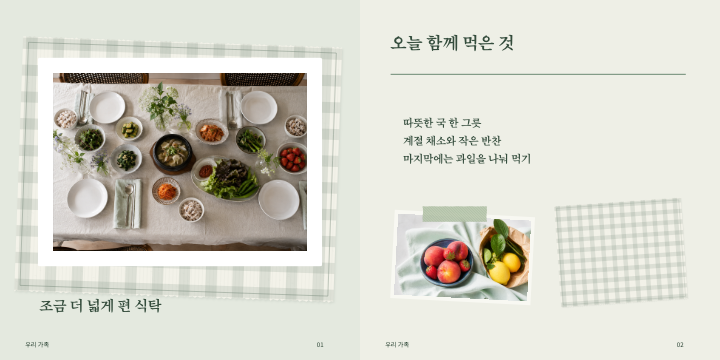 조금 더 넓게 편 식탁
우리 가족
01
오늘 함께 먹은 것
따뜻한 국 한 그릇
계절 채소와 작은 반찬
마지막에는 과일을 나눠 먹기
우리 가족
02